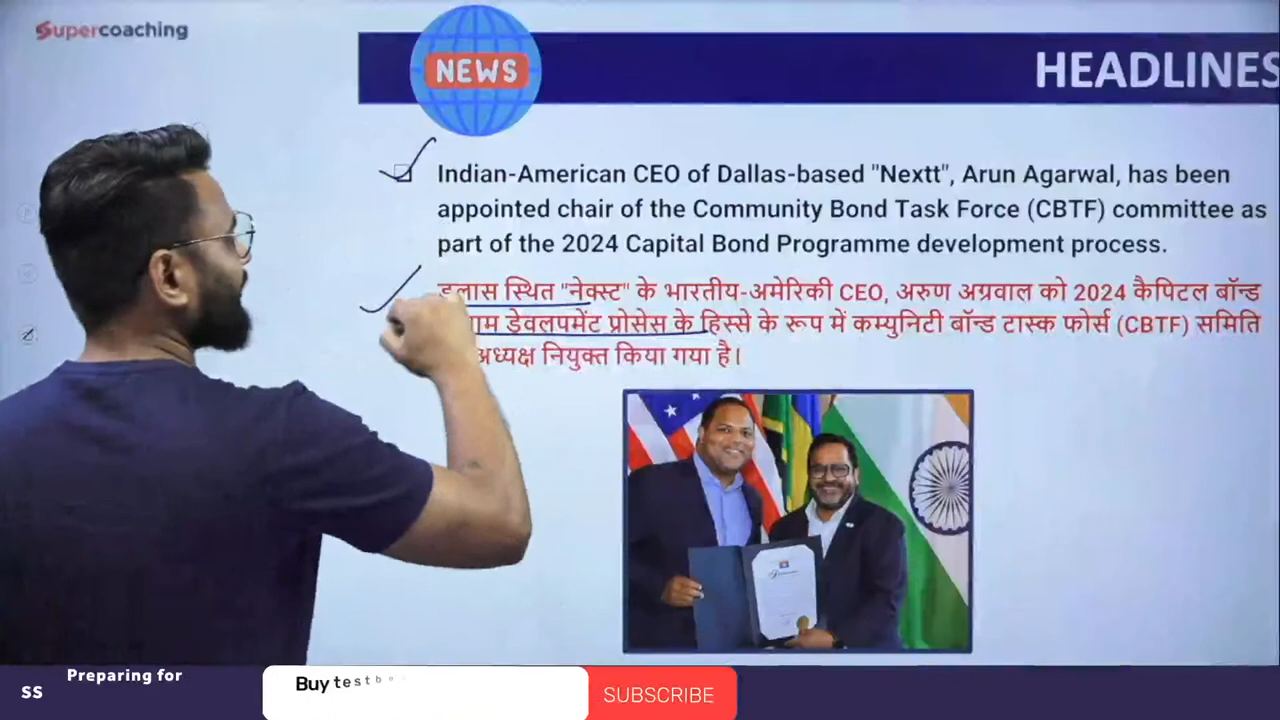 Supercoaching
NEWS
HEADLINES
Indian-American CEO of Dallas-based "Nextt", Arun Agarwal, has been
appointed chair of the Community Bond Task Force (CBTF) committee as
part of the 2024 Capital Bond Programme development process.
डलास स्थित "नेक्स्ट" के भारतीय-अमेरिकी CEO, अरुण अग्रवाल को 2024 कैपिटल बॉन्ड
डेवलपमेंट प्रोसेस के हिस्से के रूप में कम्युनिटी बॉन्ड टास्क फोर्स (CBTF) समिति
अध्यक्ष नियुक्त किया गया है।
Preparing for
SS
Buy
SUBSCRIBE